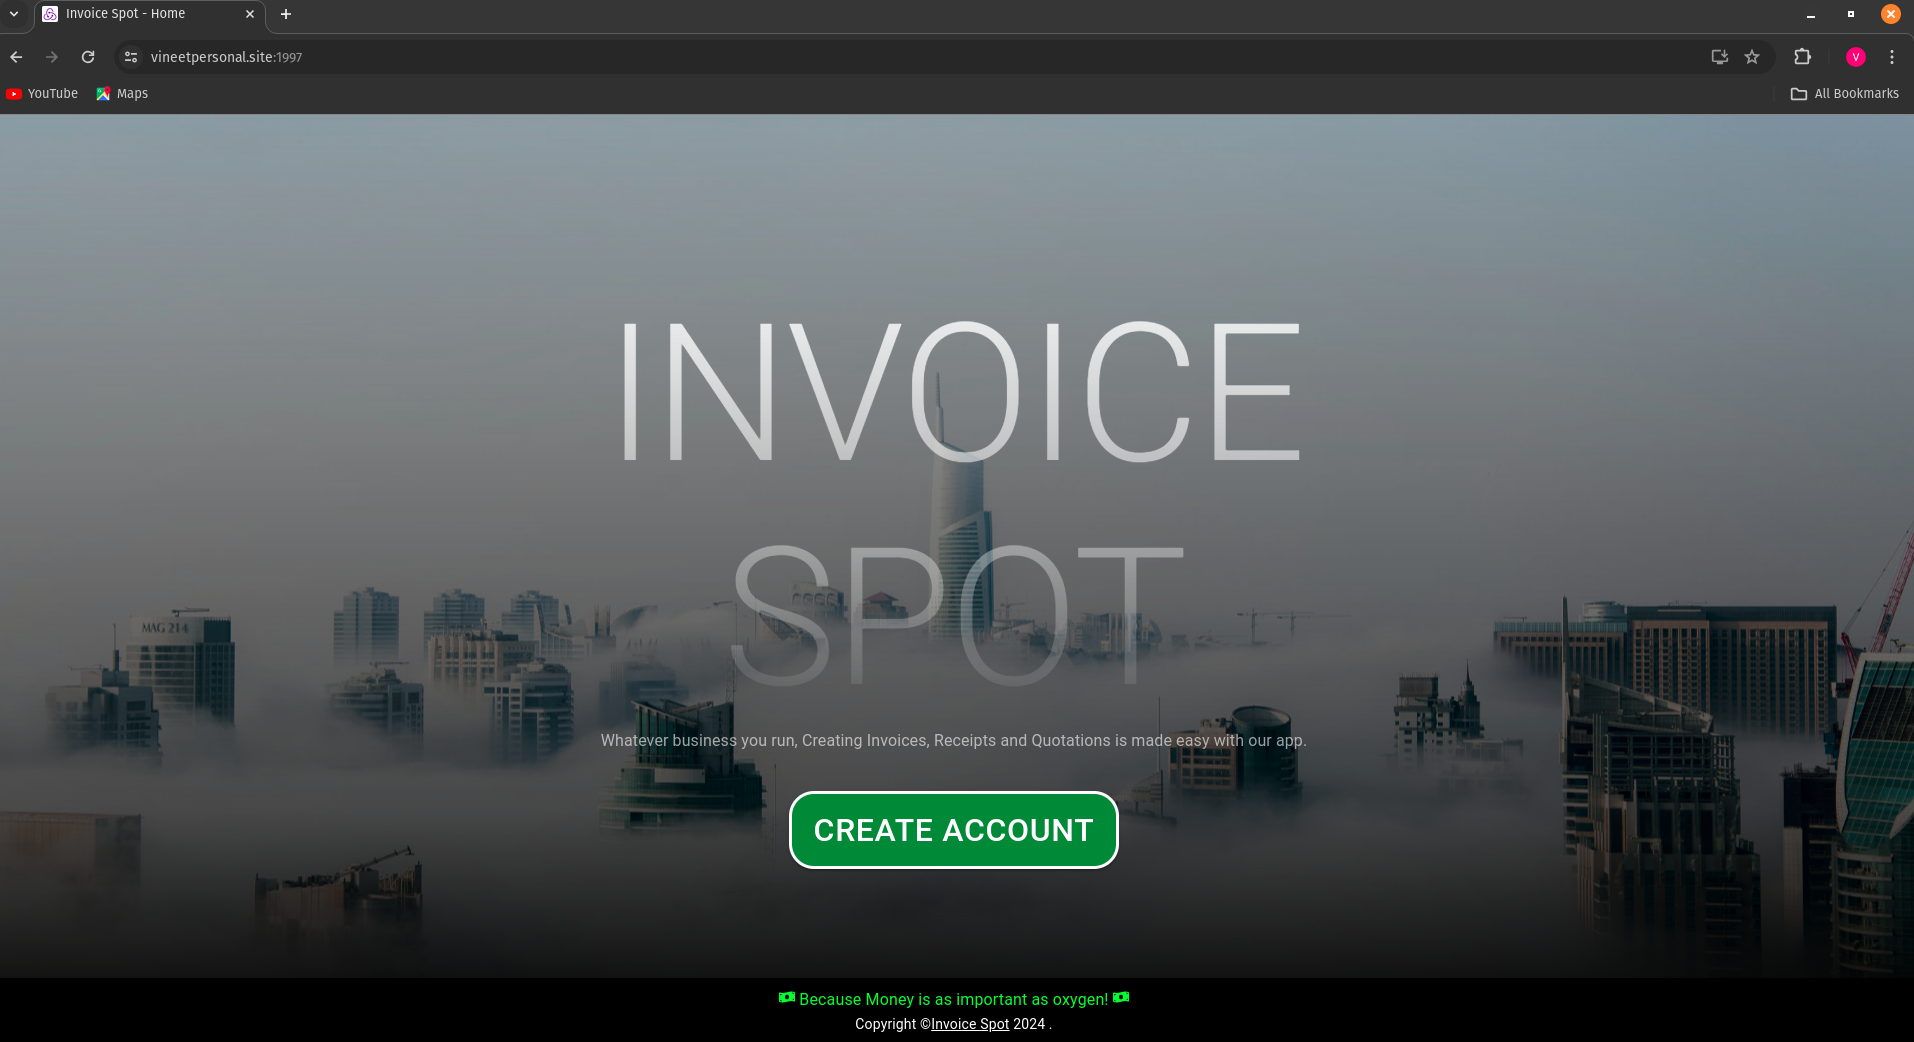 Invoice Spot - Home
vineetpersonal.site:1997
V
YouTube
Maps
All Bookmarks
INVOICE
SPOT
MAG 214
Whatever business you run, Creating Invoices, Receipts and Quotations is made easy with our app.
CREATE ACCOUNT
Because Money is as important as oxygen!
Copyright ©Invoice Spot 2024 .